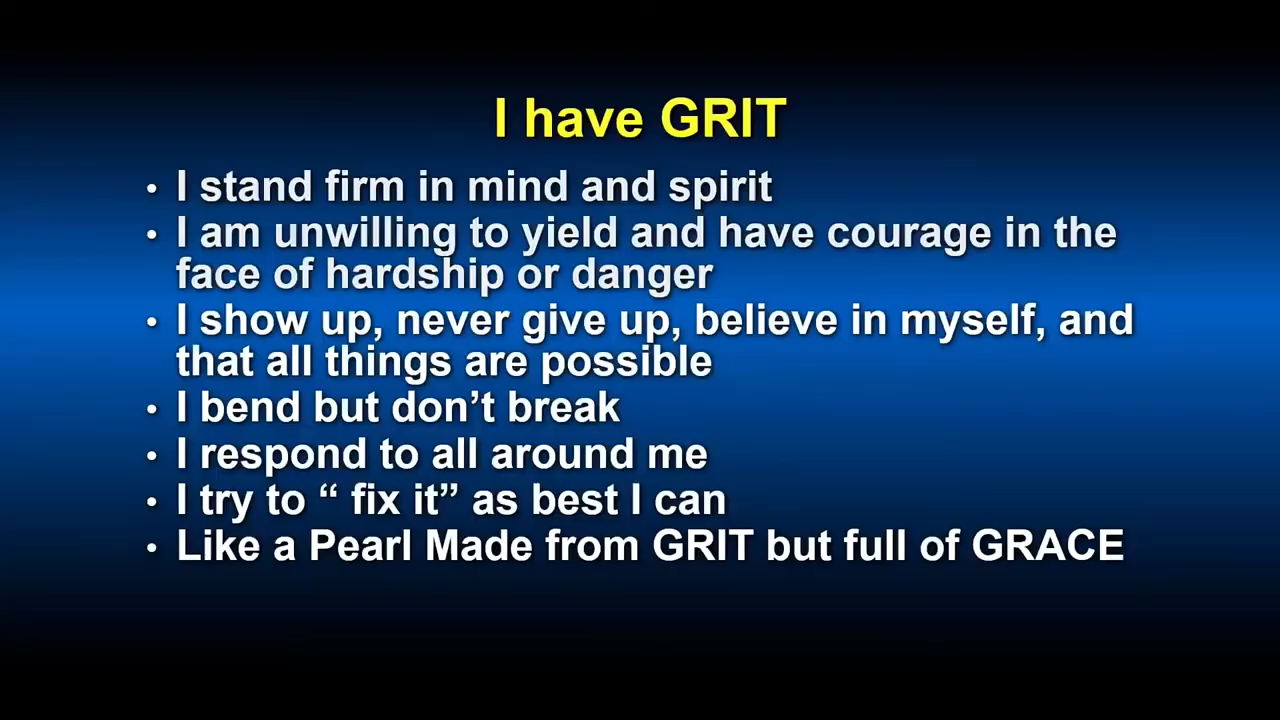 I have GRIT
• I stand firm in mind and spirit
• I am unwilling to yield and have courage in the
face of hardship or danger
• I show up, never give up, believe in myself, and
that all things are possible
• I bend but don’t break
• I respond to all around me
• I try to “ fix it” as best I can
• Like a Pearl Made from GRIT but full of GRACE